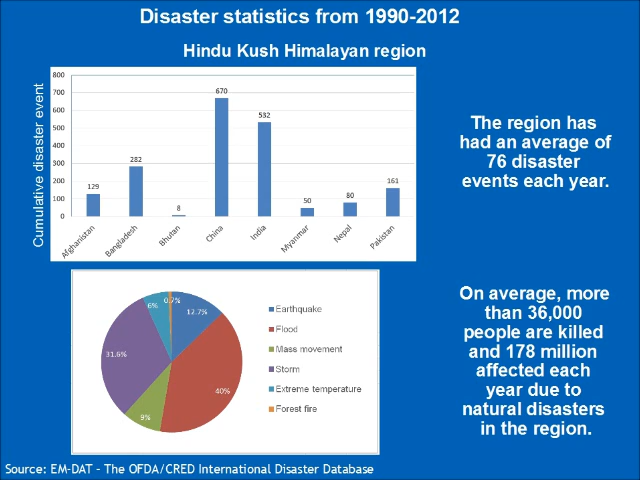 Disaster statistics from 1990-2012
Hindu Kush Himalayan region
Cumulative disaster event
800
700
600
500
400
300
200
100
0
129
282
8
670
532
50
80
161
Afghanistan
Bangladesh
Bhutan
China
India
Myanmar
Nepal
Pakistan
The region has
had an average of
76 disaster
events each year.
0.7%
6%
12.7%
31.6%
40%
9%
Earthquake
Flood
Mass movement
Storm
Extreme temperature
Forest fire
On average, more
than 36,000
people are killed
and 178 million
affected each
year due to
natural disasters
in the region.
Source: EM-DAT - The OFDA/CRED International Disaster Database